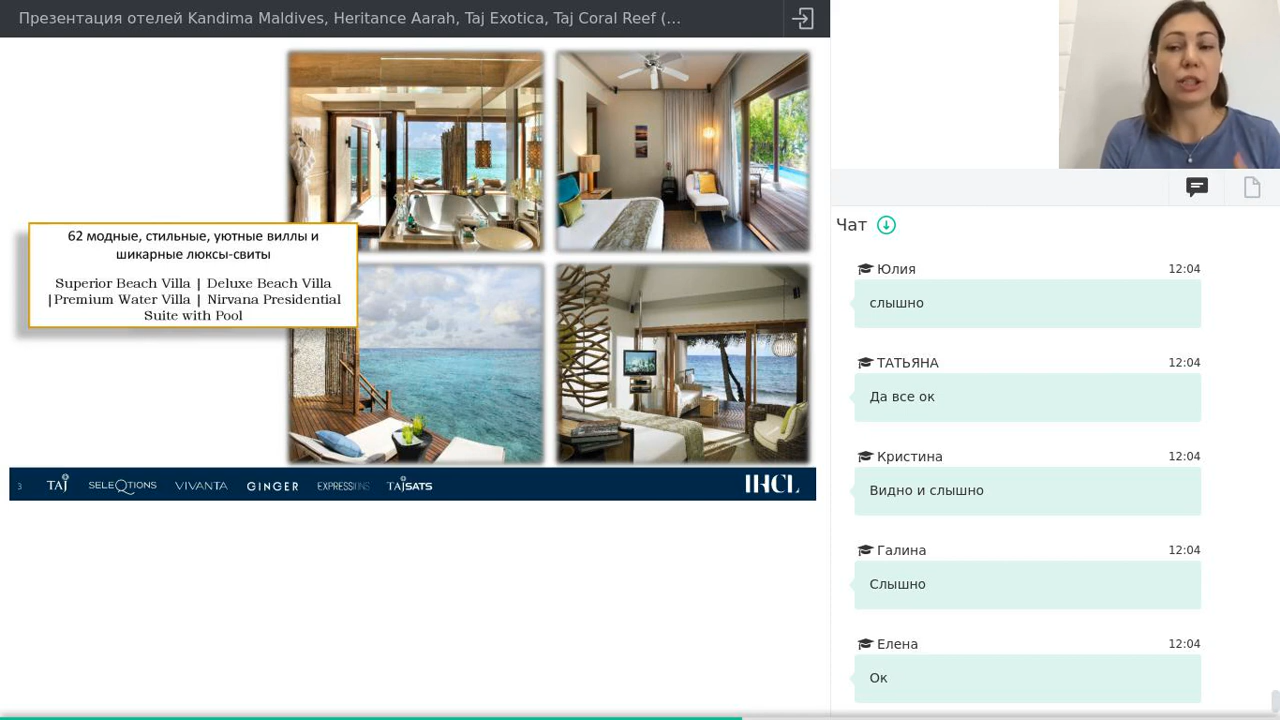 Презентация отелей Kandima Maldives, Heritance Aarah, Taj Exotica, Taj Coral Reef (...
62 модные, стильные, уютные виллы и
шикарные люксы-свиты
Superior Beach Villa | Deluxe Beach Villa
|Premium Water Villa | Nirvana Presidential
Suite with Pool
3 TAJ SELEQTIONS VIVANTA GINGER EXPRESSIONS TAJSATS IHCL
Чат
Юлия 12:04
слышно
ТАТЬЯНА 12:04
Да все ок
Кристина 12:04
Видно и слышно
Галина 12:04
Слышно
Елена 12:04
Ок